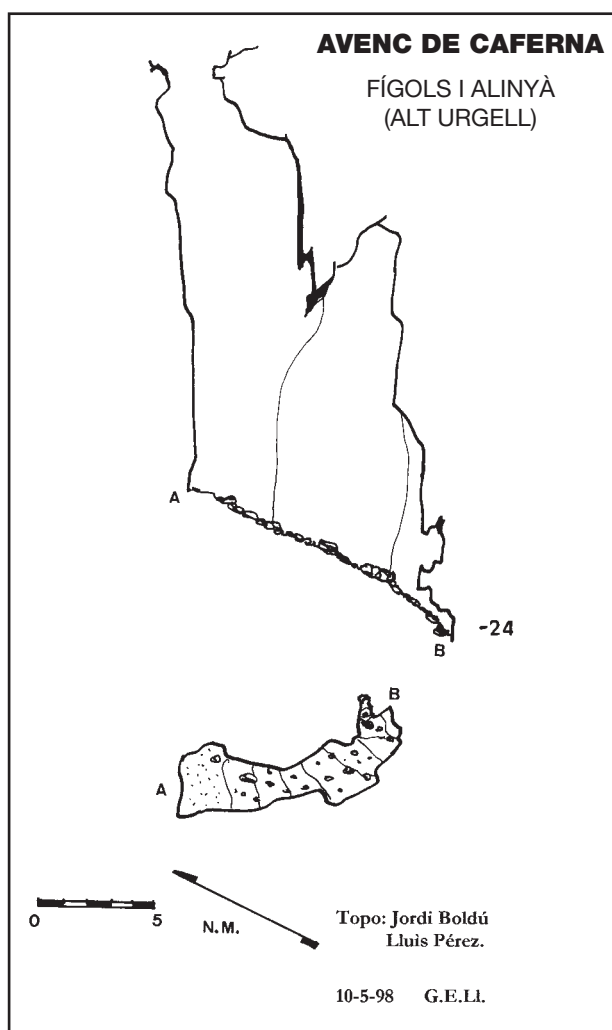 AVENC DE CAFERNA
FÍGOLS I ALINYÀ
(ALT URGELL)
A
-24
B
B
A
0 5
N.M.
Topo: Jordi Boldú
Lluis Pérez.
10-5-98 G.E.Ll.